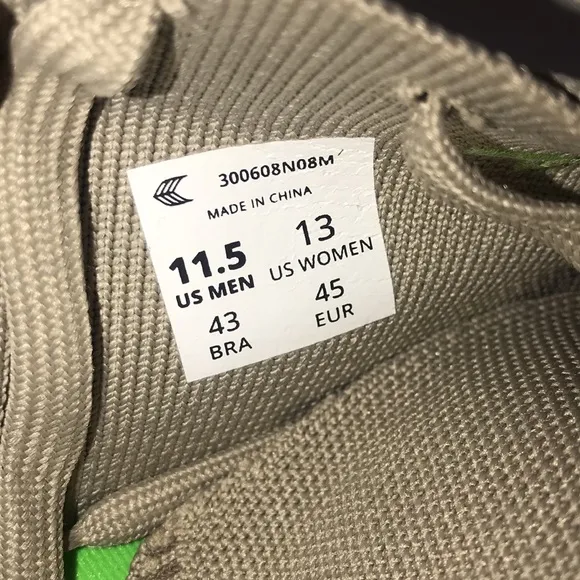 300608N08M
MADE IN CHINA
11.5 13
US MEN US WOMEN
43 45
BRA EUR